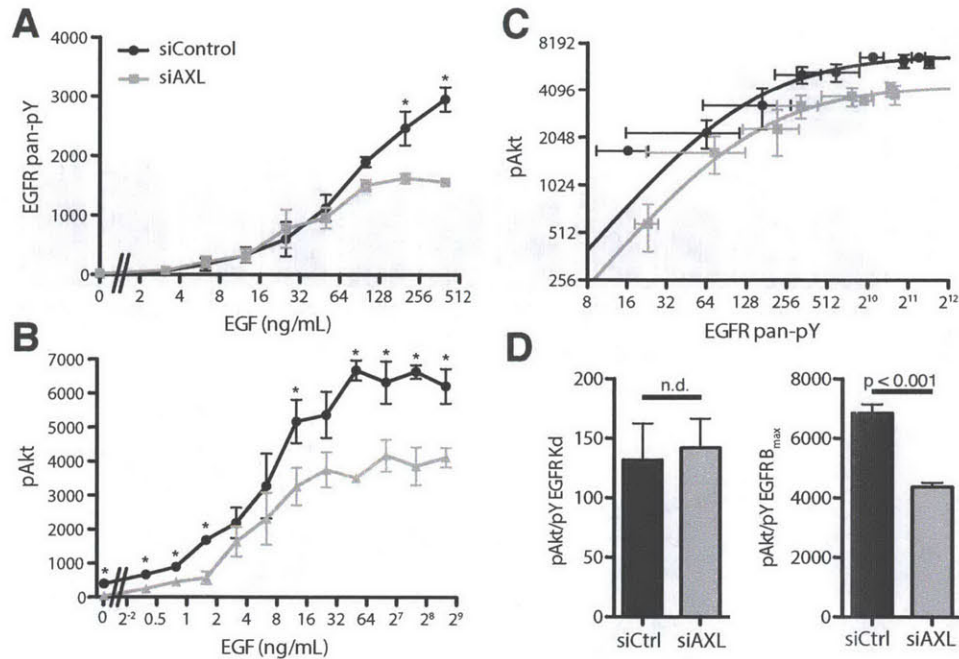 A
4000
3000
2000
1000
0
EGFR pan-pY
siControl
siAXL
*
*
0 2 4 8 16 32 64 128 256 512
EGF (ng/mL)
B
7000
6000
5000
4000
3000
2000
1000
0
pAkt
* * * * * * * * *
0 2⁻² 0.5 1 2 4 8 16 32 64 2⁷ 2⁸ 2⁹
EGF (ng/mL)
C
8192
4096
2048
1024
512
256
pAkt
8 16 32 64 128 256 512 2¹⁰ 2¹¹ 2¹²
EGFR pan-pY
D
200
150
100
50
0
pAkt/pY EGFR Kd
n.d.
siCtrl siAXL
8000
6000
4000
2000
0
pAkt/pY EGFR Bmax
p < 0.001
siCtrl siAXL